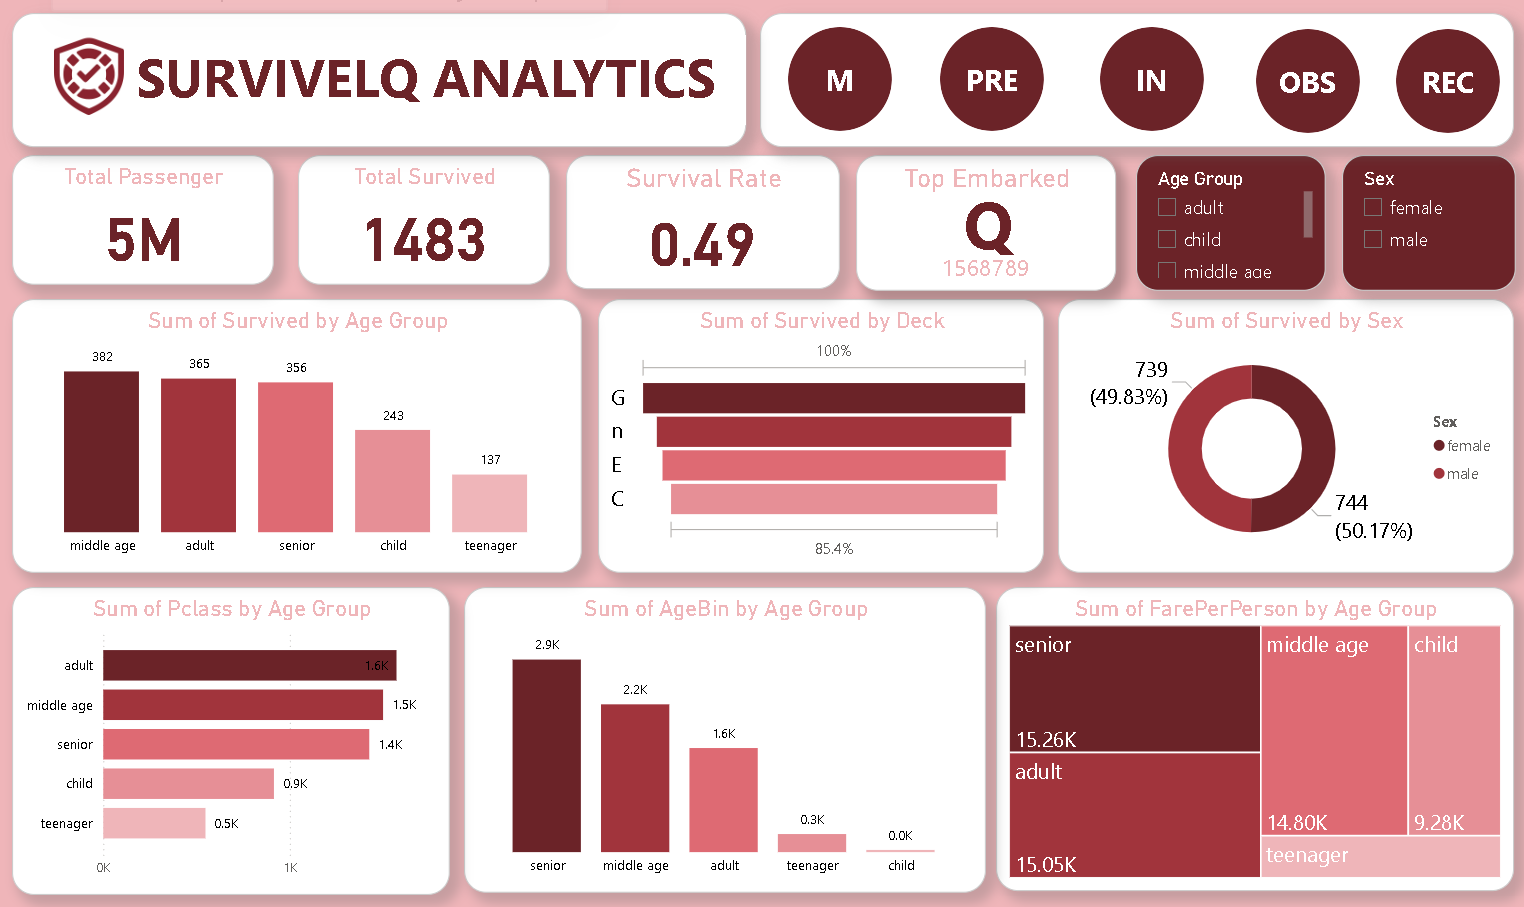 SURVIVELQ ANALYTICS
M
PRE
IN
OBS
REC
Total Passenger
5M
Total Survived
1483
Survival Rate
0.49
Top Embarked
Q
1568789
Age Group
adult
child
middle age
Sex
female
male
Sum of Survived by Age Group
382
365
356
243
137
middle age
adult
senior
child
teenager
Sum of Survived by Deck
100%
G
n
E
C
85.4%
Sum of Survived by Sex
739
(49.83%)
744
(50.17%)
Sex
female
male
Sum of Pclass by Age Group
adult
1.6K
middle age
1.5K
senior
1.4K
child
0.9K
teenager
0.5K
0K
1K
Sum of AgeBin by Age Group
2.9K
2.2K
1.6K
0.3K
0.0K
senior
middle age
adult
teenager
child
Sum of FarePerPerson by Age Group
senior
15.26K
adult
15.05K
middle age
14.80K
child
9.28K
teenager